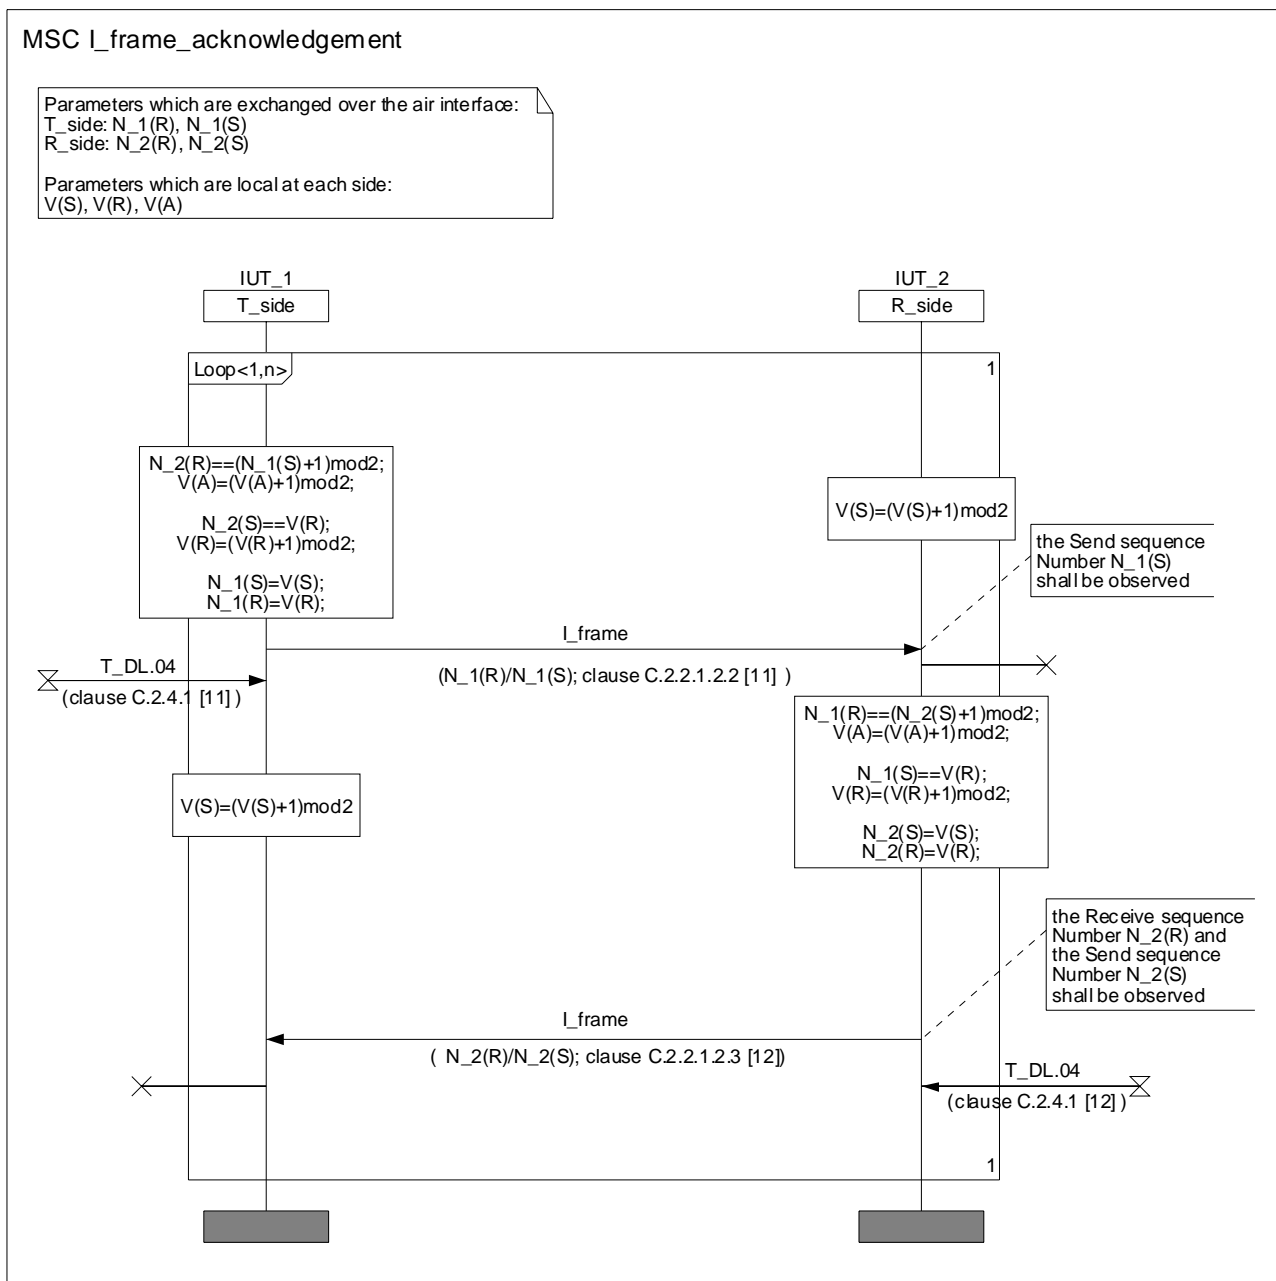 MSC I_frame_acknowledgement
Parameters which are exchanged over the air interface:
T_side: N_1(R), N_1(S)
R_side: N_2(R), N_2(S)
Parameters which are local at each side:
V(S), V(R), V(A)
IUT_1
T_side
IUT_2
R_side
Loop<1,n>
1
N_2(R)==(N_1(S)+1)mod2;
V(A)=(V(A)+1)mod2;
N_2(S)==V(R);
V(R)=(V(R)+1)mod2;
N_1(S)=V(S);
N_1(R)=V(R);
V(S)=(V(S)+1)mod2
the Send sequence
Number N_1(S)
shall be observed
I_frame
(N_1(R)/N_1(S); clause C.2.2.1.2.2 [11] )
T_DL.04
(clause C.2.4.1 [11] )
N_1(R)==(N_2(S)+1)mod2;
V(A)=(V(A)+1)mod2;
N_1(S)==V(R);
V(R)=(V(R)+1)mod2;
N_2(S)=V(S);
N_2(R)=V(R);
V(S)=(V(S)+1)mod2
the Receive sequence
Number N_2(R) and
the Send sequence
Number N_2(S)
shall be observed
I_frame
( N_2(R)/N_2(S); clause C.2.2.1.2.3 [12])
T_DL.04
(clause C.2.4.1 [12] )
1